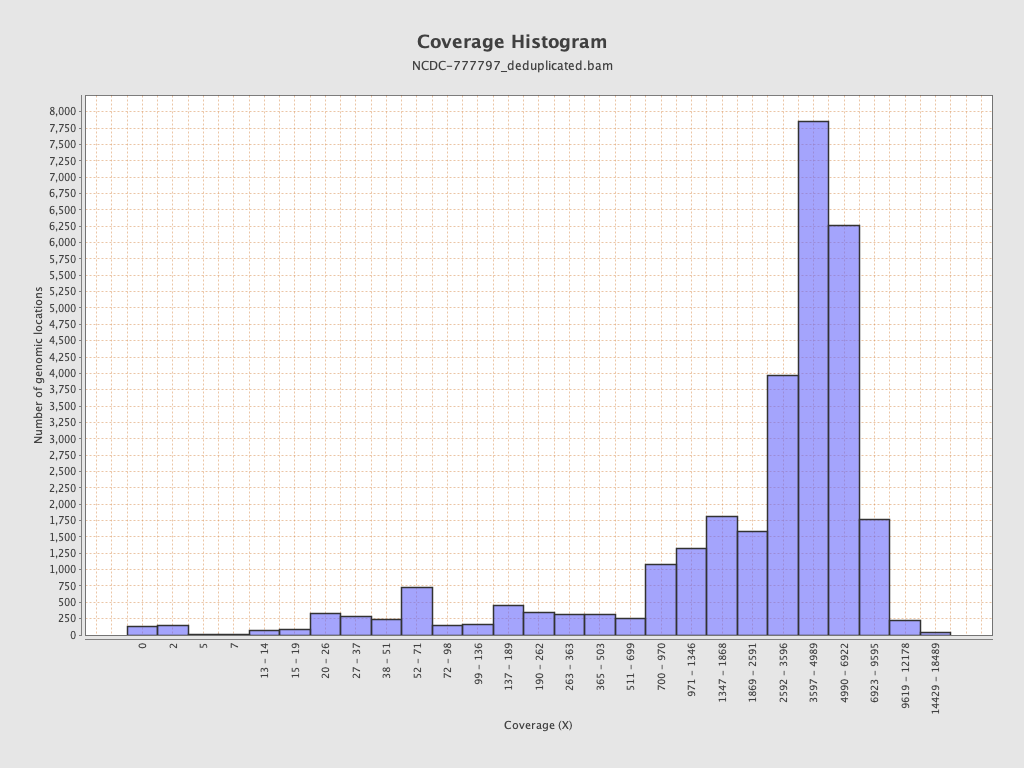 Coverage Histogram
NCDC-777797_deduplicated.bam
8,000
7,750
7,500
7,250
7,000
6,750
6,500
6,250
6,000
5,750
5,500
5,250
5,000
4,750
4,500
4,250
4,000
3,750
3,500
3,250
3,000
2,750
2,500
2,250
2,000
1,750
1,500
1,250
1,000
750
500
250
0
Number of genomic locations
0
2
5
7
13 - 14
15 - 19
20 - 26
27 - 37
38 - 51
52 - 71
72 - 98
99 - 136
137 - 189
190 - 262
263 - 363
365 - 503
511 - 699
700 - 970
971 - 1346
1347 - 1868
1869 - 2591
2592 - 3596
3597 - 4989
4990 - 6922
6923 - 9595
9619 - 12178
14429 - 18489
Coverage (X)